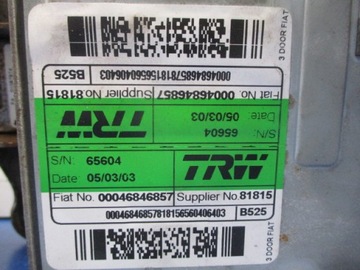 3 DOOR FIAT
B525
00046846857818156560406403
Fiat No. 00046846857 Supplier No.81815
TRW
S/N: 65604
Date: 05/03/03
S/N: 65604
Date: 05/03/03
TRW
Fiat No. 00046846857 Supplier No.81815
00046846857818156560406403
B525
3 DOOR FIAT